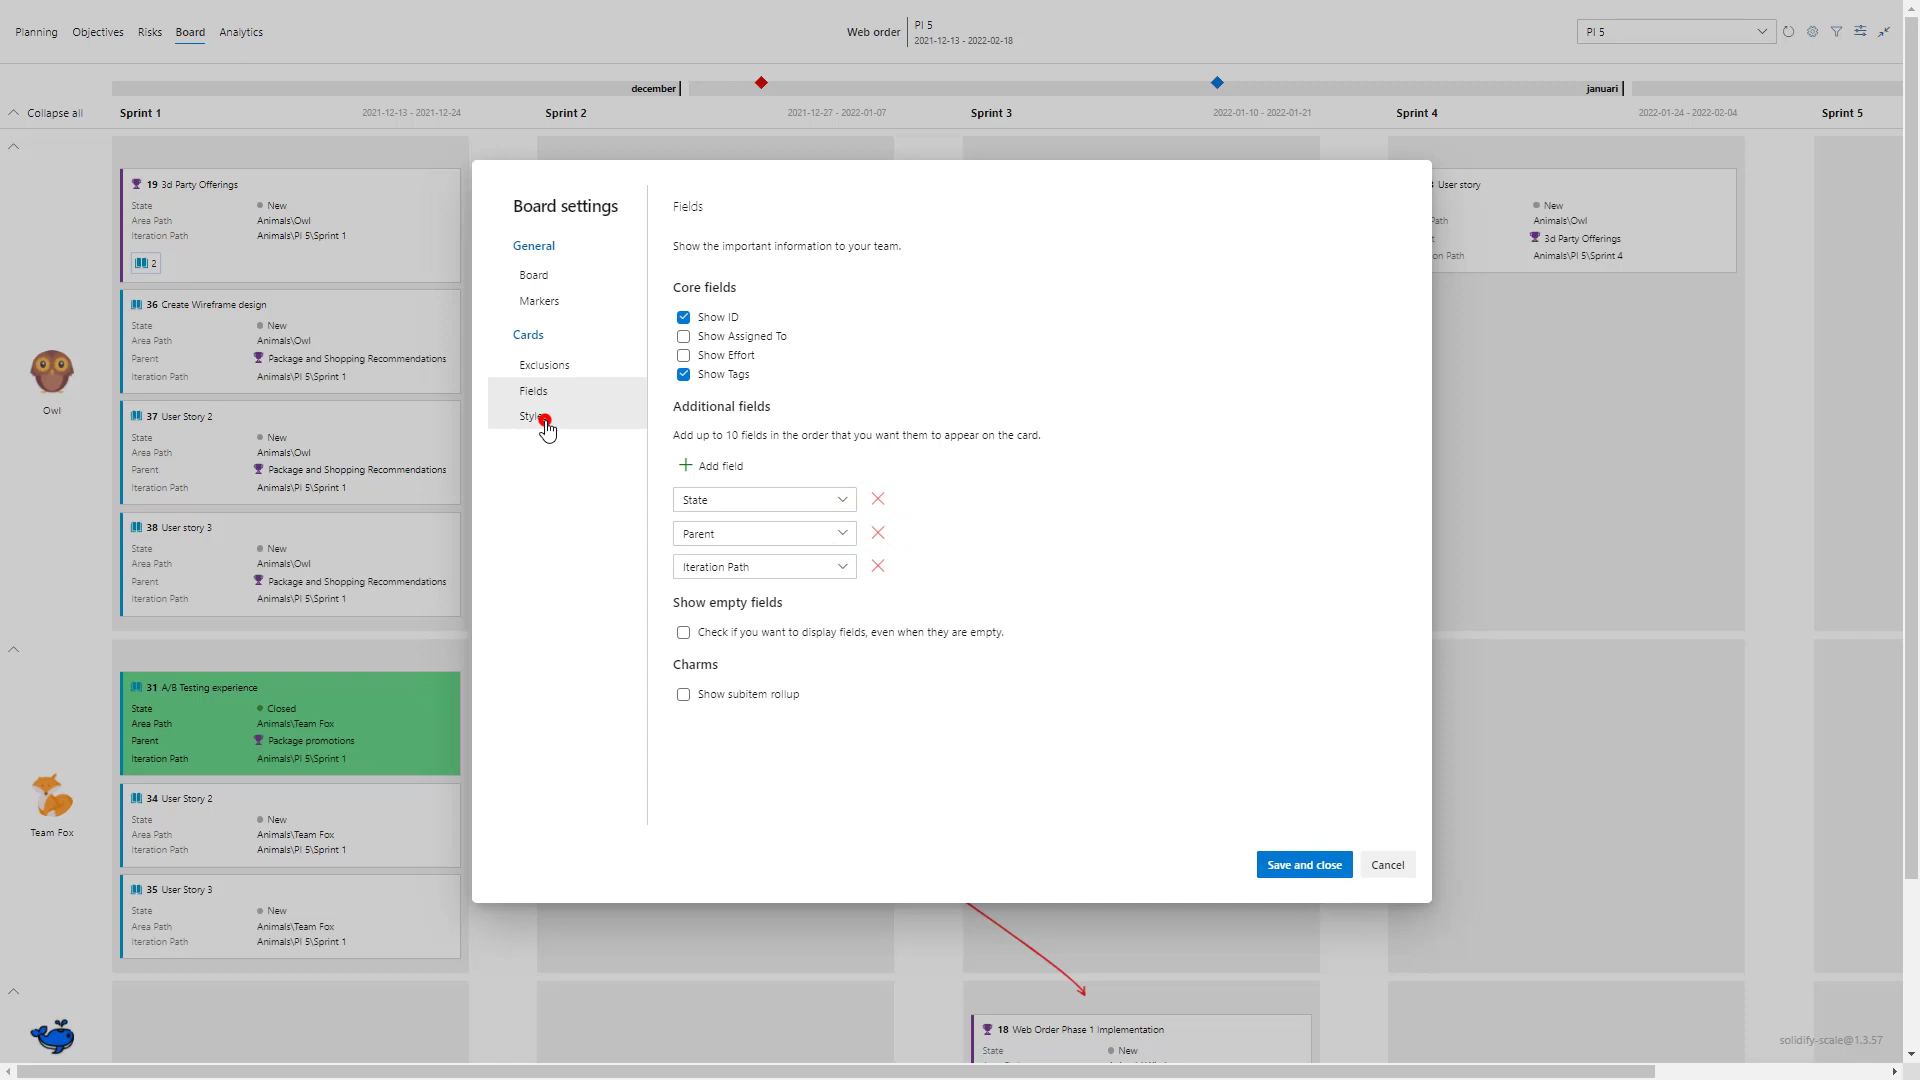 Planning Objectives Risks Board Analytics
Web order
PI 5
2021-12-13 - 2022-02-18
PI 5
december
januari
Collapse all
Sprint 1 2021-12-13 - 2021-12-24
Sprint 2 2021-12-27 - 2022-01-07
Sprint 3 2022-01-10 - 2022-01-21
Sprint 4 2022-01-24 - 2022-02-04
Sprint 5
19 3d Party Offerings
State New
Area Path Animals\Owl
Iteration Path Animals\PI 5\Sprint 1
2
36 Create Wireframe design
State New
Area Path Animals\Owl
Parent Package and Shopping Recommendations
Iteration Path Animals\PI 5\Sprint 1
Owl
37 User Story 2
State New
Area Path Animals\Owl
Parent Package and Shopping Recommendations
Iteration Path Animals\PI 5\Sprint 1
38 User story 3
State New
Area Path Animals\Owl
Parent Package and Shopping Recommendations
Iteration Path Animals\PI 5\Sprint 1
31 A/B Testing experience
State Closed
Area Path Animals\Team Fox
Parent Package promotions
Iteration Path Animals\PI 5\Sprint 1
Team Fox
34 User Story 2
State New
Area Path Animals\Team Fox
Iteration Path Animals\PI 5\Sprint 1
35 User Story 3
State New
Area Path Animals\Team Fox
Iteration Path Animals\PI 5\Sprint 1
Board settings
General
Board
Markers
Cards
Exclusions
Fields
Fields
Show the important information to your team.
Core fields
Show ID
Show Assigned To
Show Effort
Show Tags
Additional fields
Add up to 10 fields in the order that you want them to appear on the card.
Add field
State
Parent
Iteration Path
Show empty fields
Check if you want to display fields, even when they are empty.
Charms
Show subitem rollup
Save and close Cancel
User story
New
Path Animals\Owl
3d Party Offerings
on Path Animals\PI 5\Sprint 4
18 Web Order Phase 1 Implementation
State New
solidify-scale@1.3.57